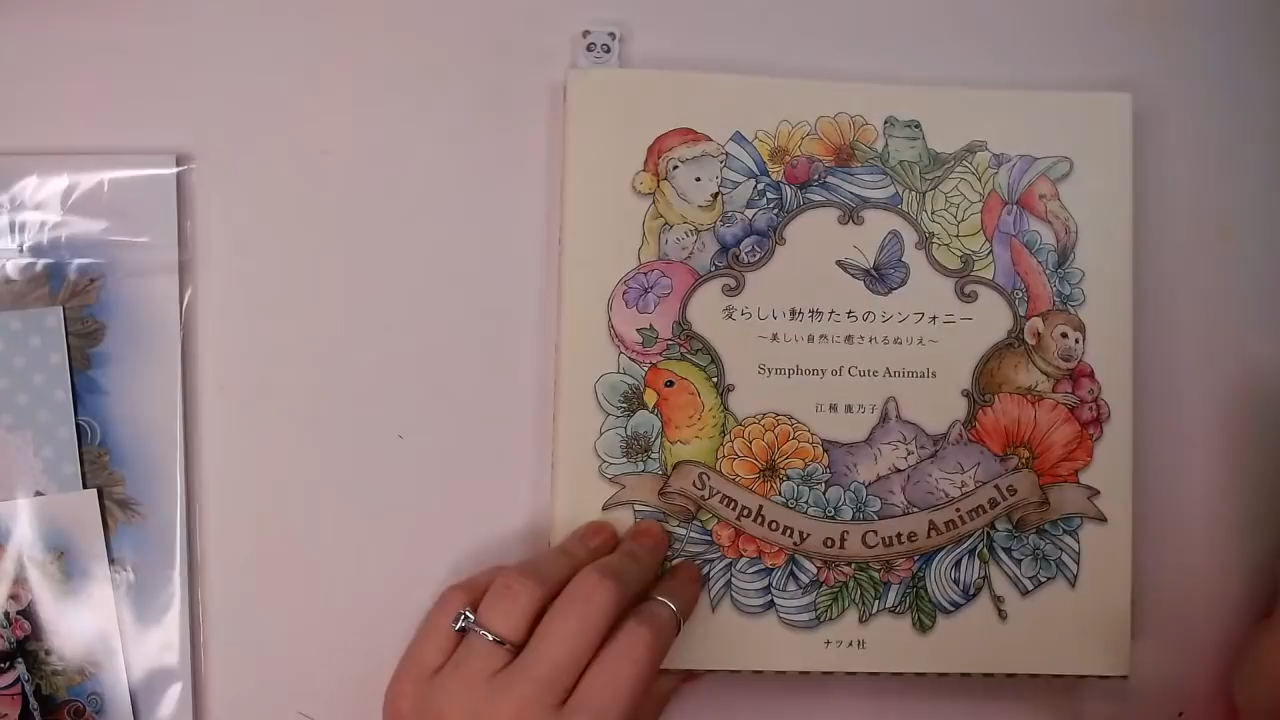 愛らしい動物たちのシンフォニー
～美しい自然に癒されるぬりえ～
Symphony of Cute Animals
江種 鹿乃子
Symphony of Cute Animals
ナツメ社